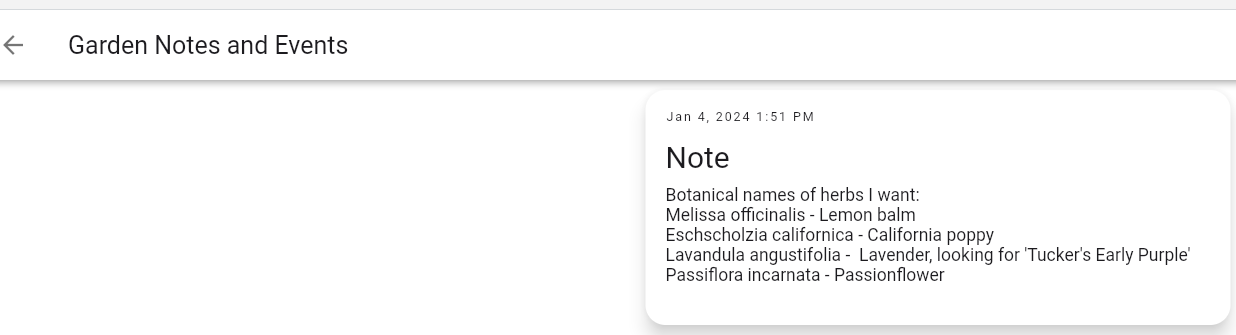 Garden Notes and Events
Jan 4, 2024 1:51 PM
Note
Botanical names of herbs I want:
Melissa officinalis - Lemon balm
Eschscholzia californica - California poppy
Lavandula angustifolia -  Lavender, looking for 'Tucker's Early Purple'
Passiflora incarnata - Passionflower